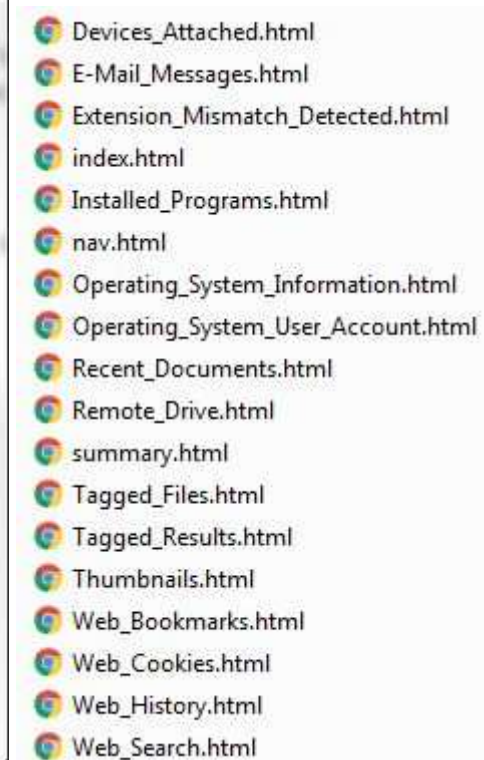 Devices_Attached.html
E-Mail_Messages.html
Extension_Mismatch_Detected.html
index.html
Installed_Programs.html
nav.html
Operating_System_Information.html
Operating_System_User_Account.html
Recent_Documents.html
Remote_Drive.html
summary.html
Tagged_Files.html
Tagged_Results.html
Thumbnails.html
Web_Bookmarks.html
Web_Cookies.html
Web_History.html
Web_Search.html